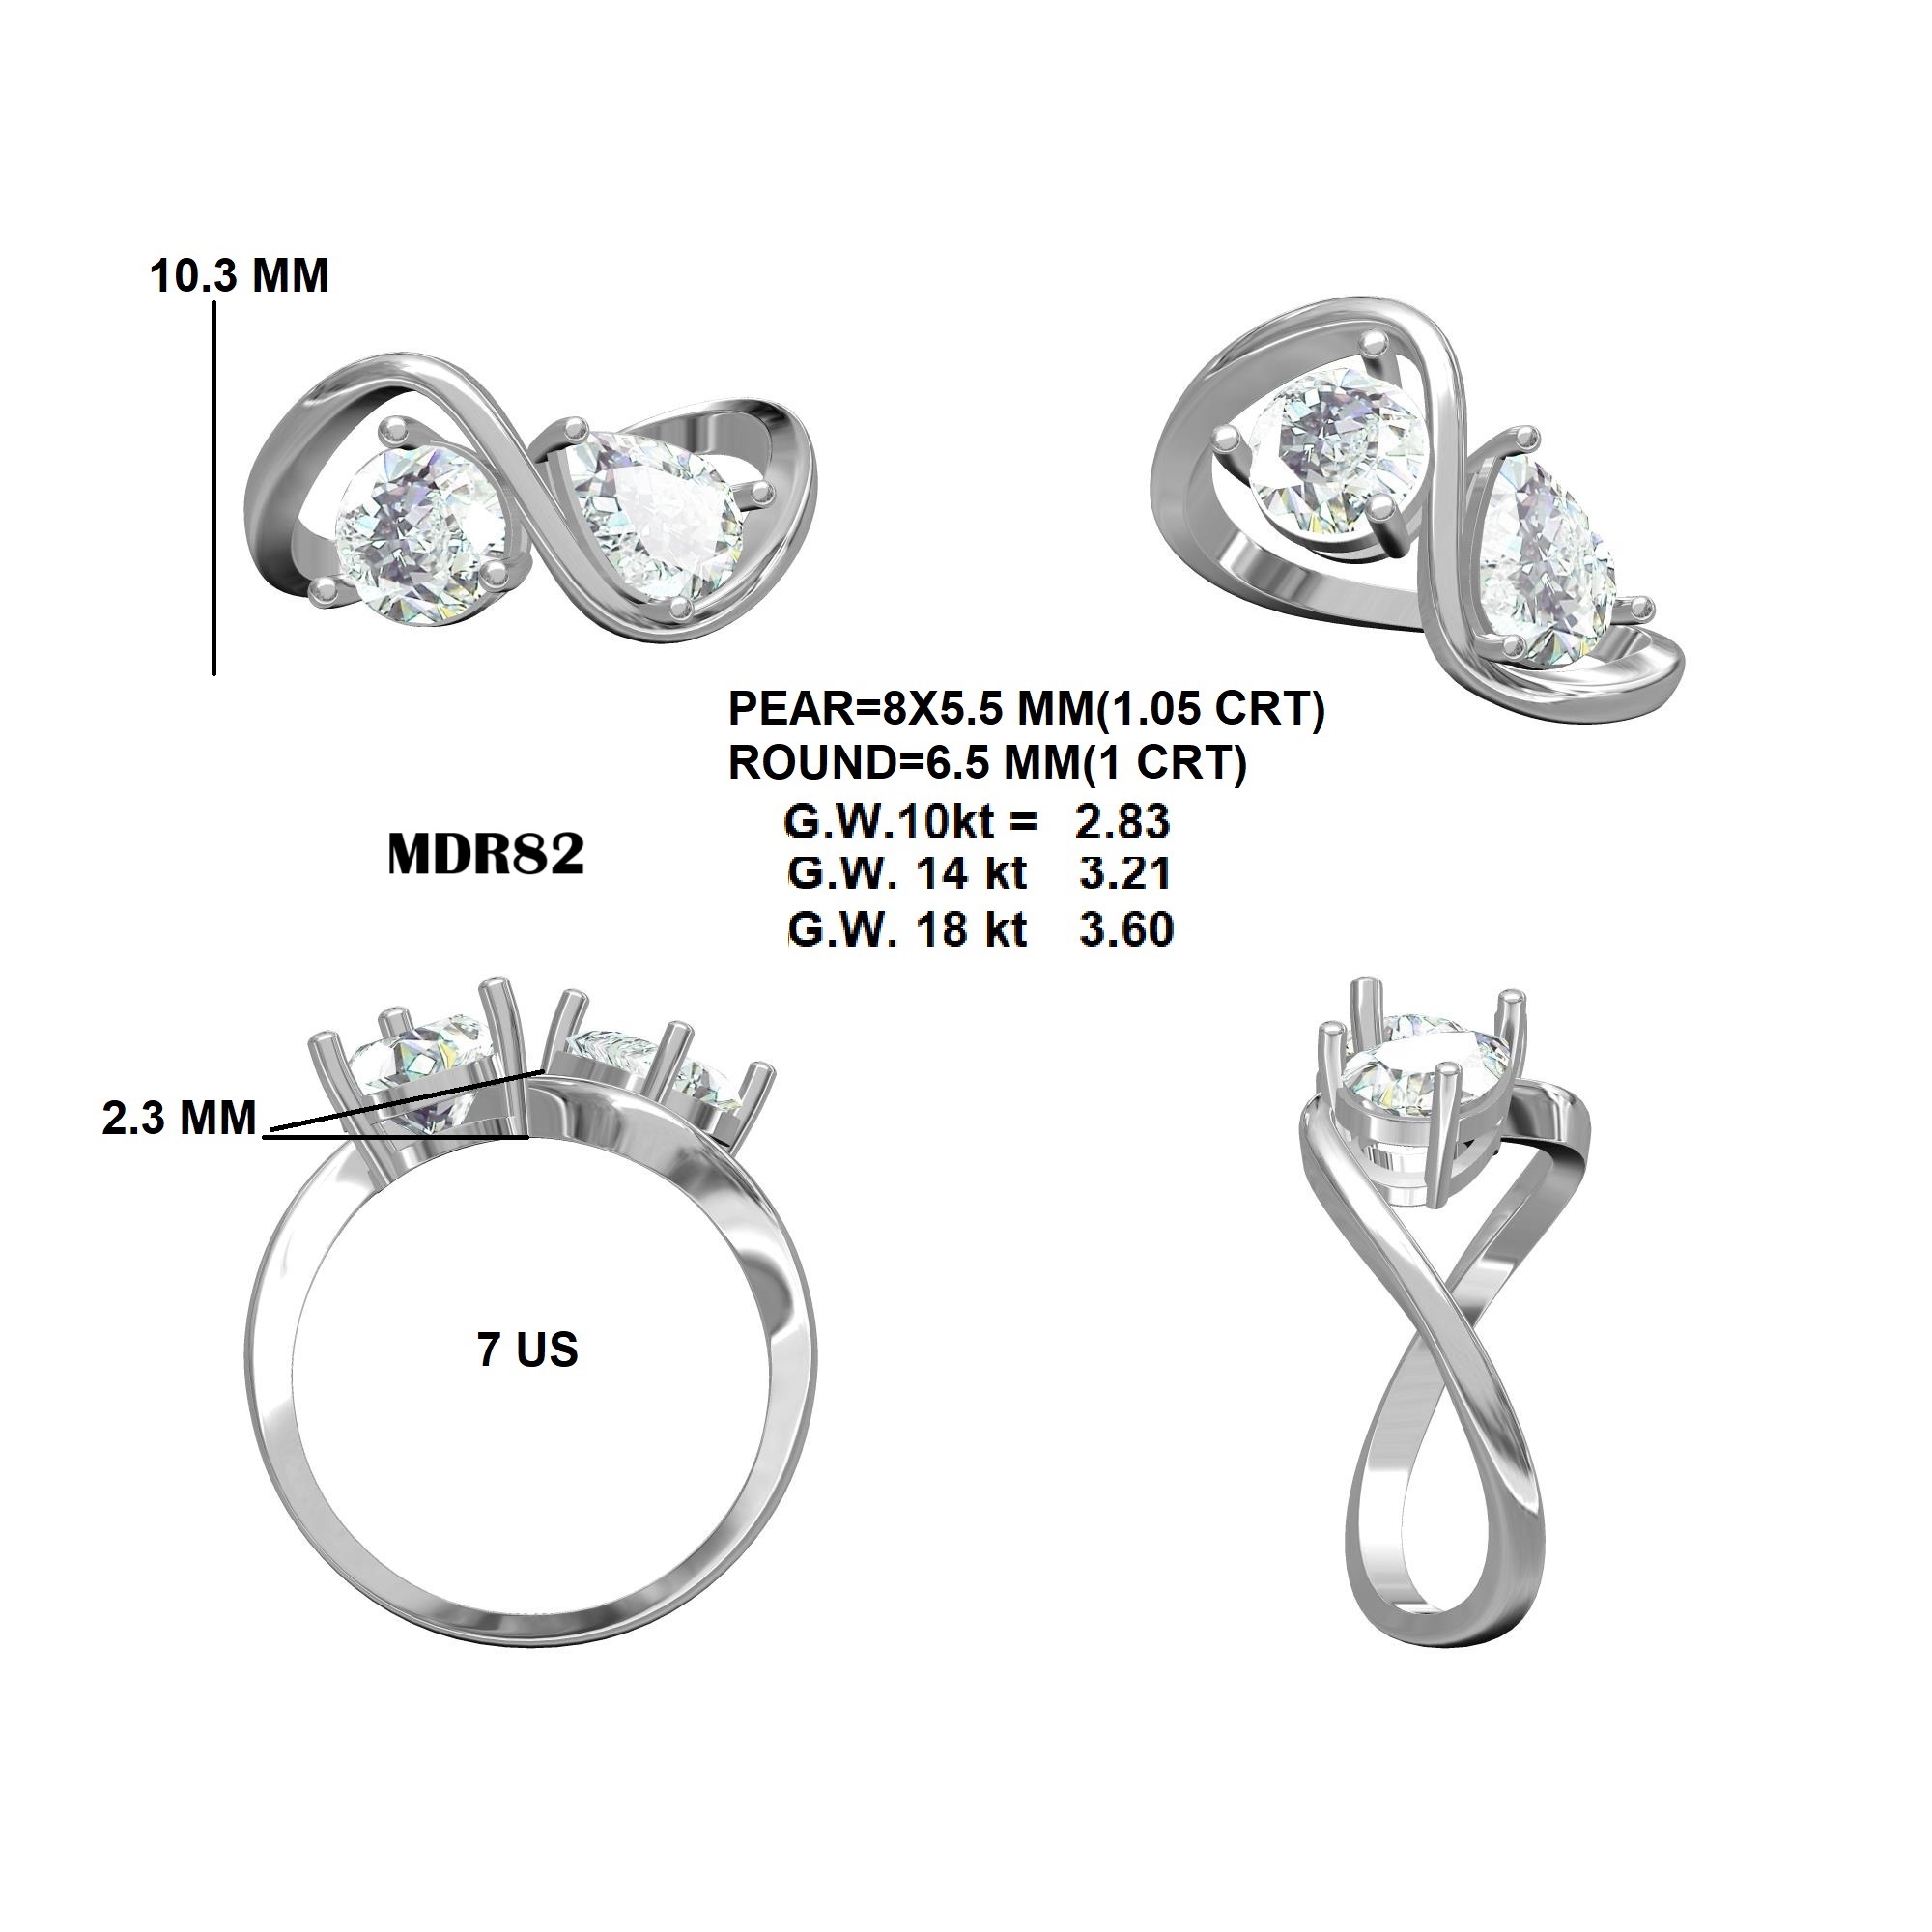 10.3 MM
PEAR=8X5.5 MM(1.05 CRT)
ROUND=6.5 MM(1 CRT)
G.W.10kt = 2.83
G.W. 14 kt 3.21
G.W. 18 kt 3.60
MDR82
2.3 MM
7 US